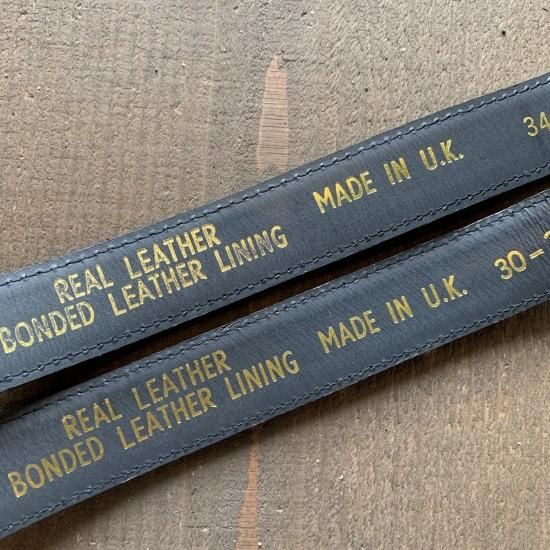 REAL LEATHER
BONDED LEATHER LINING
MADE IN U.K.
34
REAL LEATHER
BONDED LEATHER LINING
MADE IN U.K.
30-